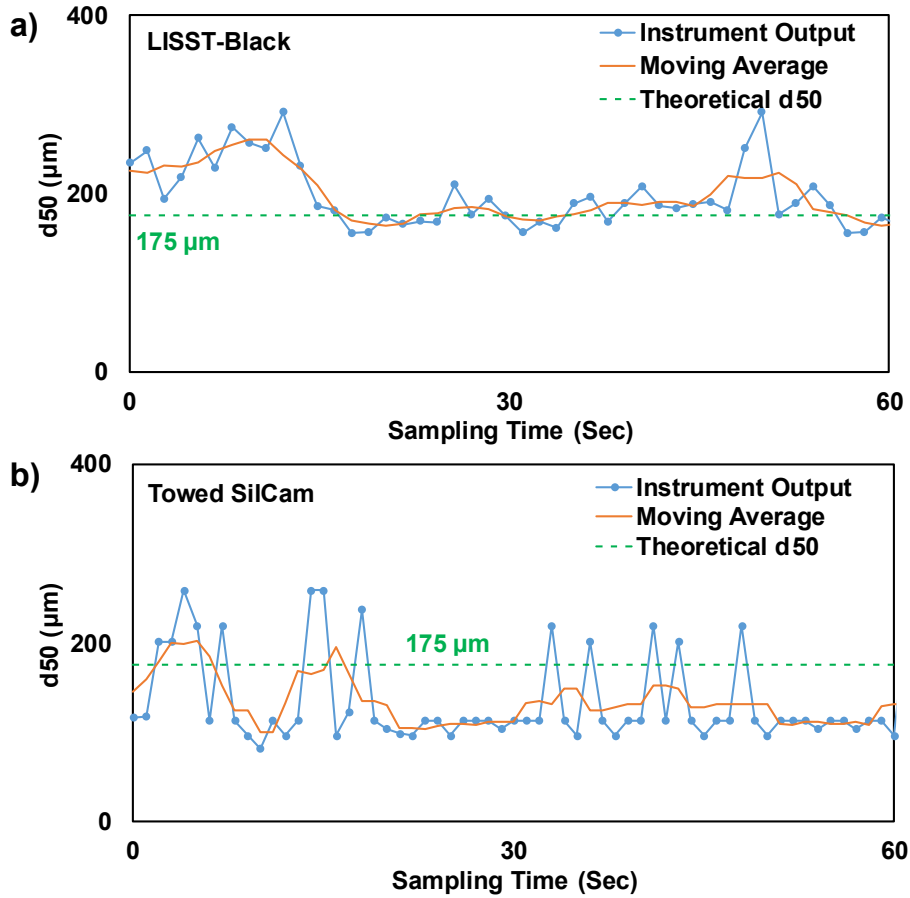 a)
400
LISST-Black
Instrument Output
Moving Average
Theoretical d50
d50 (µm)
200
175 µm
0
0
30
60
Sampling Time (Sec)
b)
400
Towed SilCam
Instrument Output
Moving Average
Theoretical d50
d50 (µm)
200
175 µm
0
0
30
60
Sampling Time (Sec)